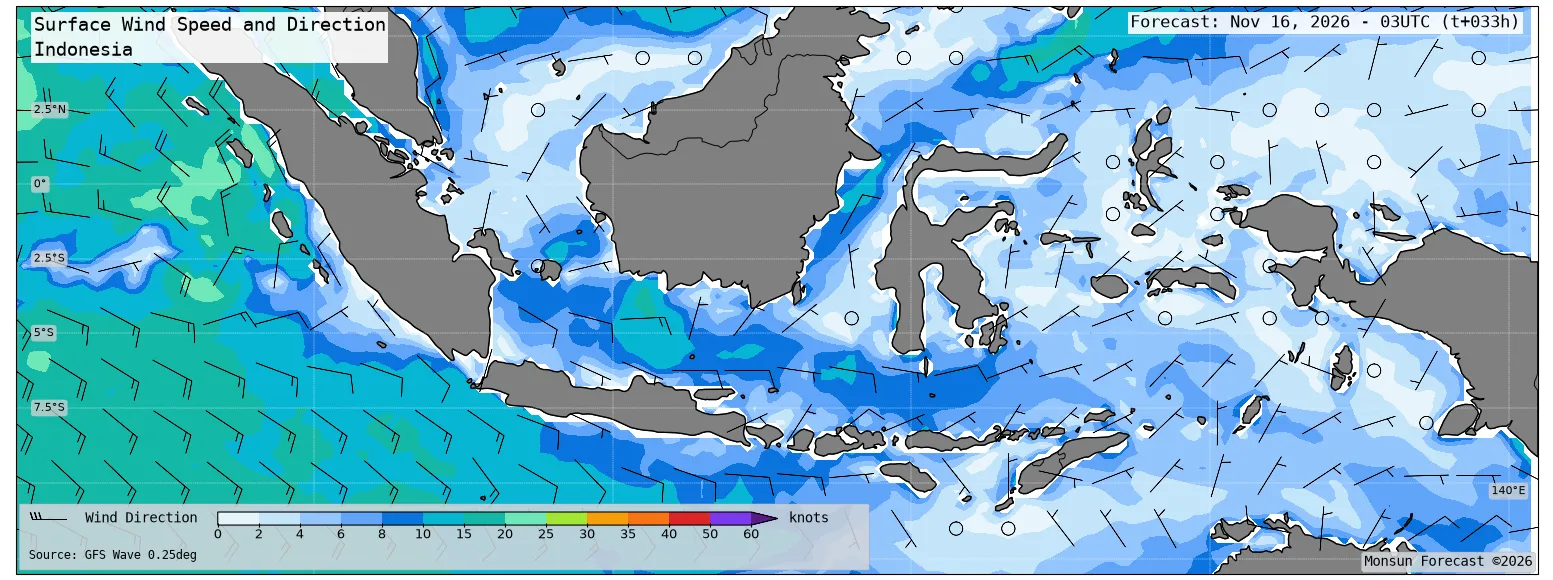 Surface Wind Speed and Direction
Indonesia
Forecast: Nov 16, 2026 - 03UTC (t+033h)
2.5°N
0°
2.5°S
5°S
7.5°S
140°E
Wind Direction
0 2 4 6 8 10 15 20 25 30 35 40 50 60
knots
Source: GFS Wave 0.25deg
Monsun Forecast ©2026